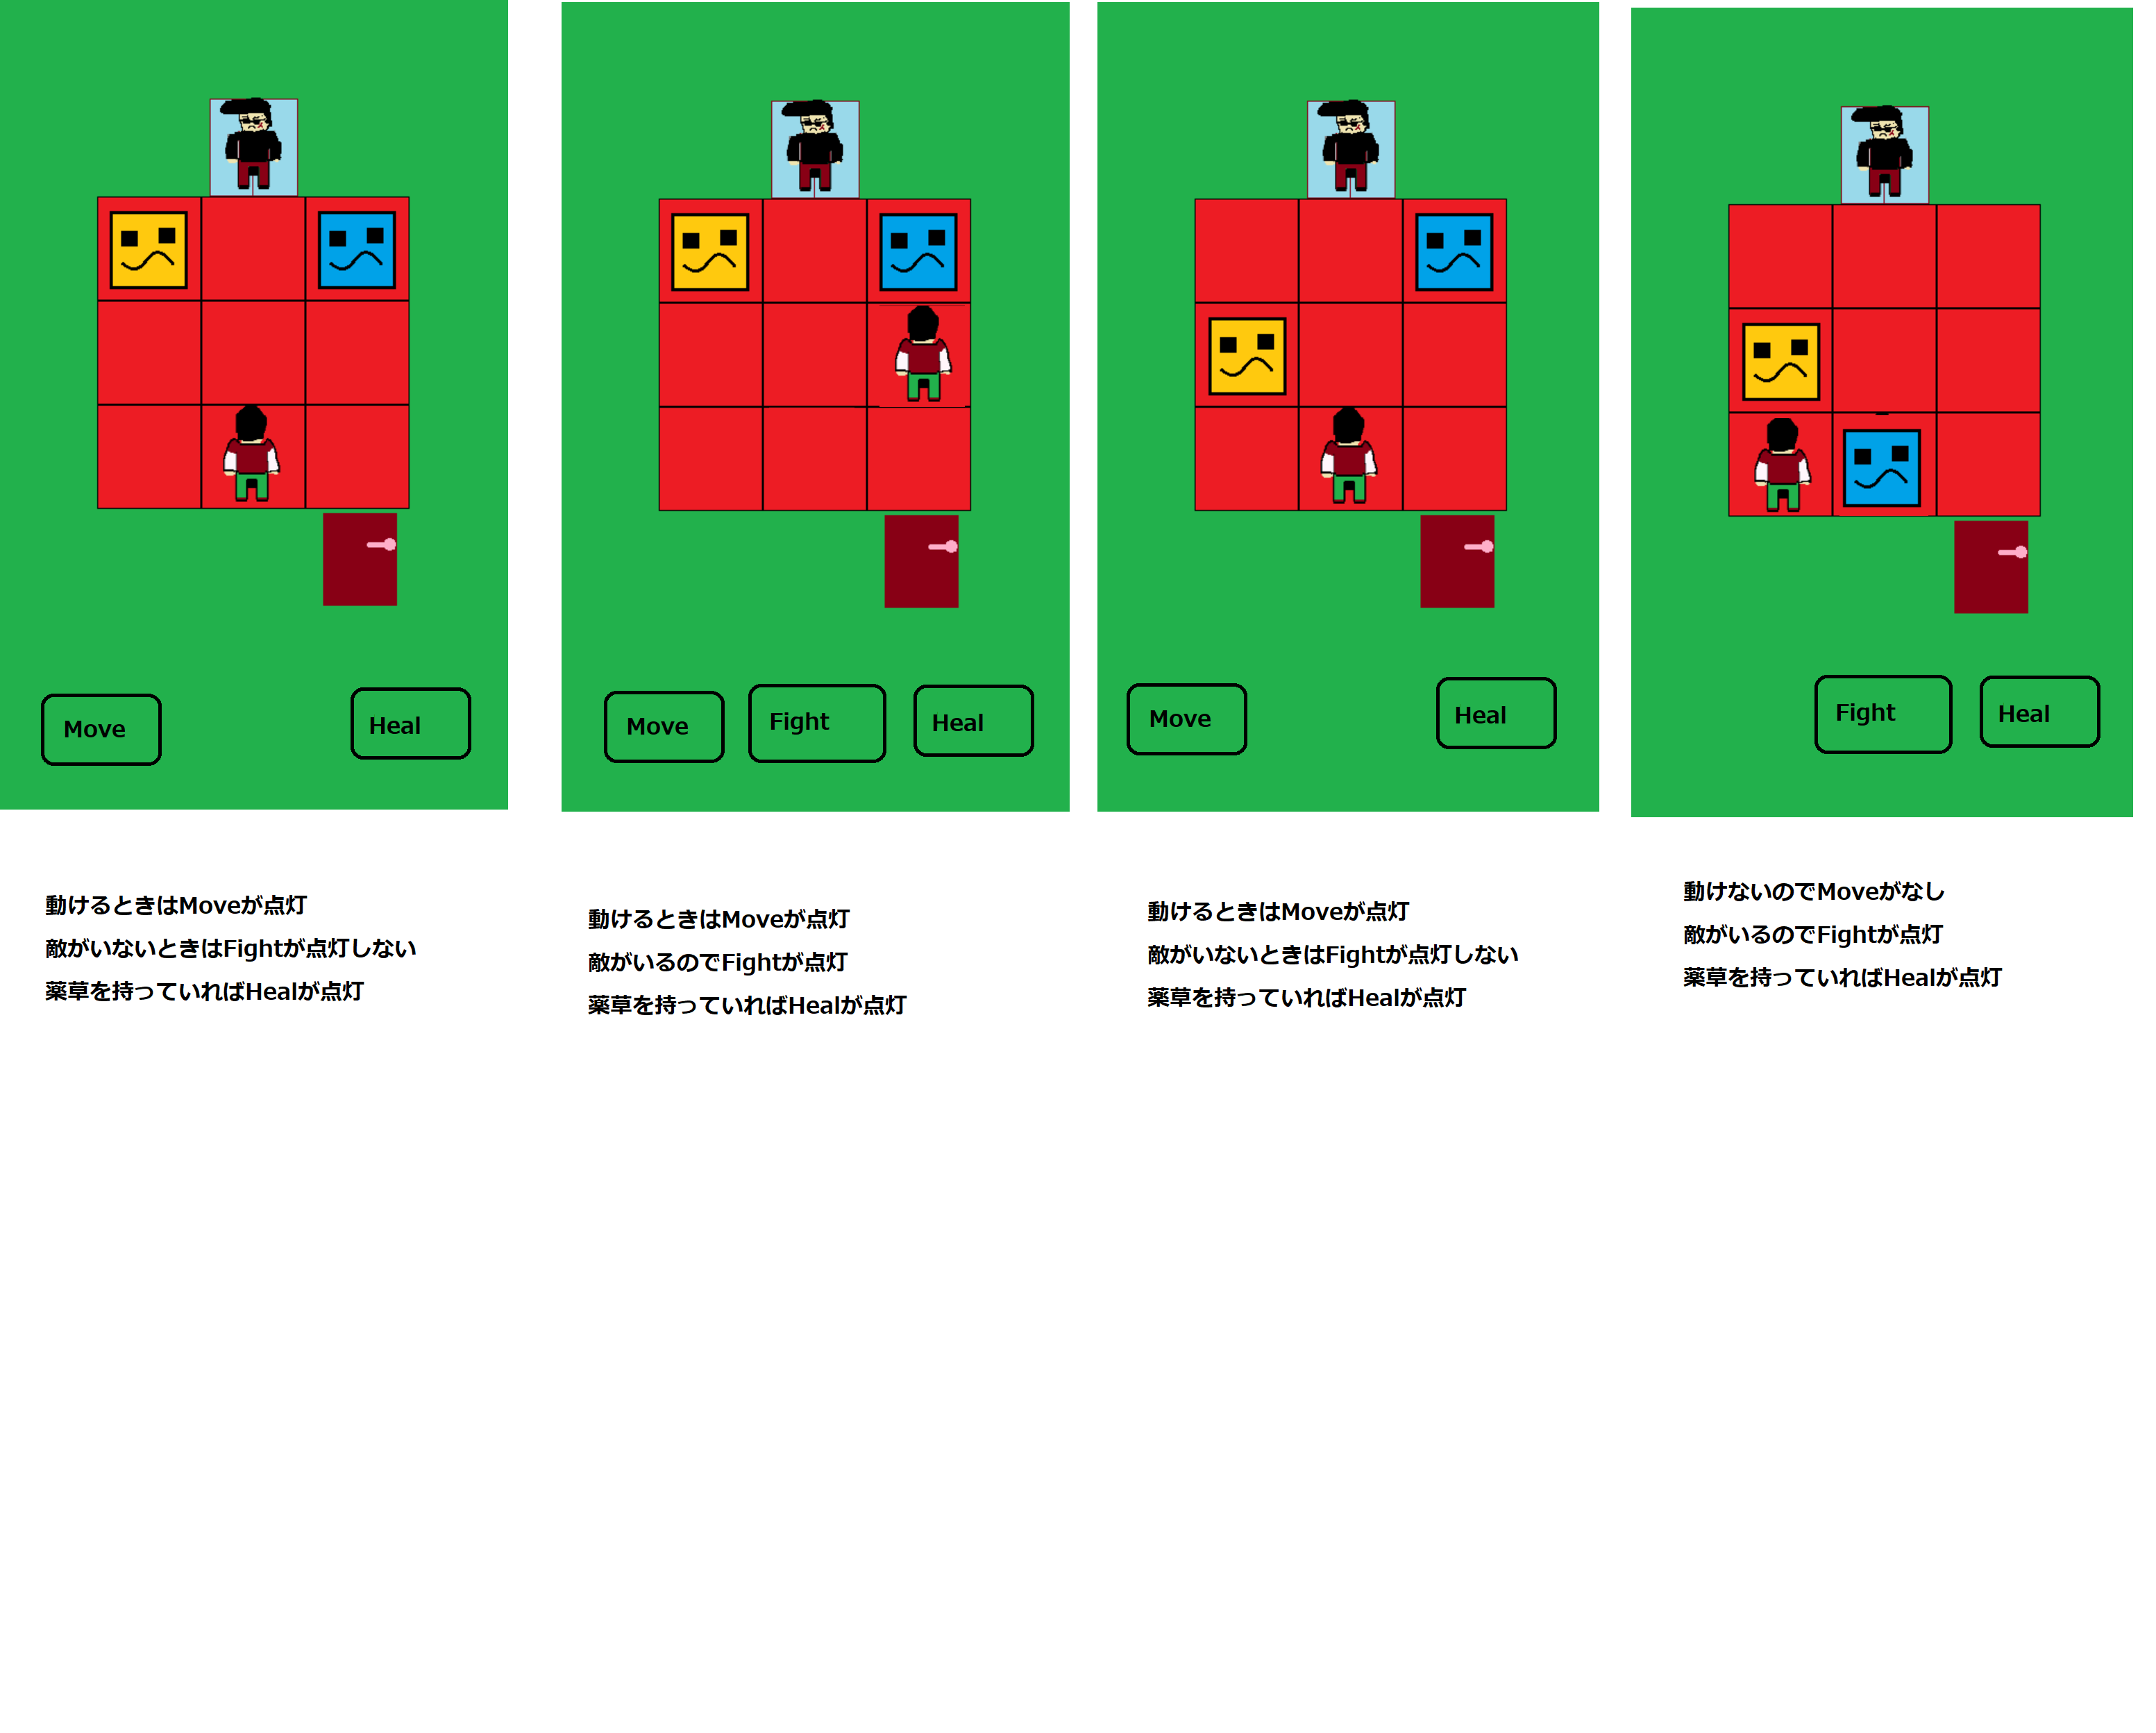 Move
Heal
動けるときはMoveが点灯
敵がいないときはFightが点灯しない
薬草を持っていればHealが点灯
Move
Fight
Heal
動けるときはMoveが点灯
敵がいるのでFightが点灯
薬草を持っていればHealが点灯
Move
Heal
動けるときはMoveが点灯
敵がいないときはFightが点灯しない
薬草を持っていればHealが点灯
Fight
Heal
動けないのでMoveがなし
敵がいるのでFightが点灯
薬草を持っていればHealが点灯